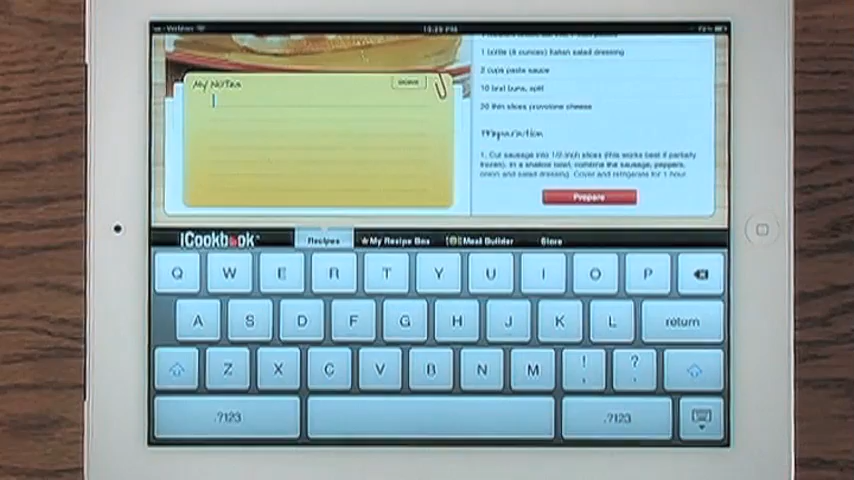 Verizon
My Notes
1 bottle (8 ounces) Italian salad dressing
2 cups pasta sauce
10 brat buns, split
20 thin slices provolone cheese
Preparation
1. Cut sausage into 1/2-inch slices (this works best if partially
frozen). In a shallow bowl, combine the sausage, peppers,
onion and salad dressing. Cover and refrigerate for 1 hour.
Prepare
iCookbook™
Recipes
My Recipe Box
Meal Builder
Store
Q W E R T Y U I O P
A S D F G H J K L return
Z X C V B N M ! , ? .
.?123 .?123